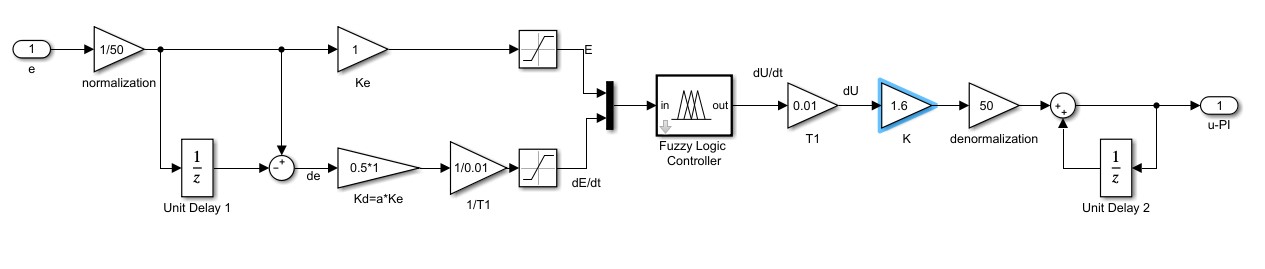 1
e
1/50
normalization
1
Ke
E
1
z
Unit Delay 1
-
+
de
0.5*1
Kd=a*Ke
1/0.01
1/T1
dE/dt
in
out
Fuzzy Logic
Controller
dU/dt
0.01
T1
dU
1.6
K
50
denormalization
+
+
1
z
Unit Delay 2
1
u-PI